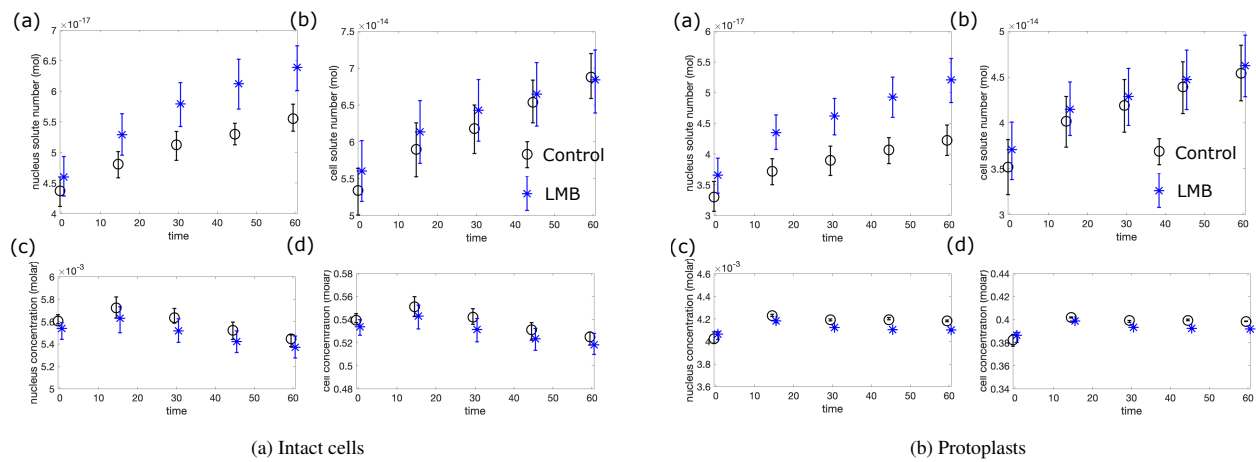 (a)
×10⁻¹⁷
7
6.5
6
5.5
5
4.5
4
nucleus solute number (mol)
0 10 20 30 40 50 60
time
(b)
×10⁻¹⁴
7.5
7
6.5
6
5.5
5
cell solute number (mol)
Control
LMB
0 10 20 30 40 50 60
time
(c)
×10⁻³
6
5.8
5.6
5.4
5.2
5
nucleus concentration (molar)
0 10 20 30 40 50 60
time
(d)
0.58
0.56
0.54
0.52
0.5
0.48
cell concentration (molar)
0 10 20 30 40 50 60
time
(a) Intact cells
(a)
×10⁻¹⁷
6
5.5
5
4.5
4
3.5
3
nucleus solute number (mol)
0 10 20 30 40 50 60
time
(b)
×10⁻¹⁴
5
4.5
4
3.5
3
cell solute number (mol)
Control
LMB
0 10 20 30 40 50 60
time
(c)
×10⁻³
4.6
4.4
4.2
4
3.8
3.6
nucleus concentration (molar)
0 10 20 30 40 50 60
time
(d)
0.44
0.42
0.4
0.38
0.36
0.34
cell concentration (molar)
0 10 20 30 40 50 60
time
(b) Protoplasts